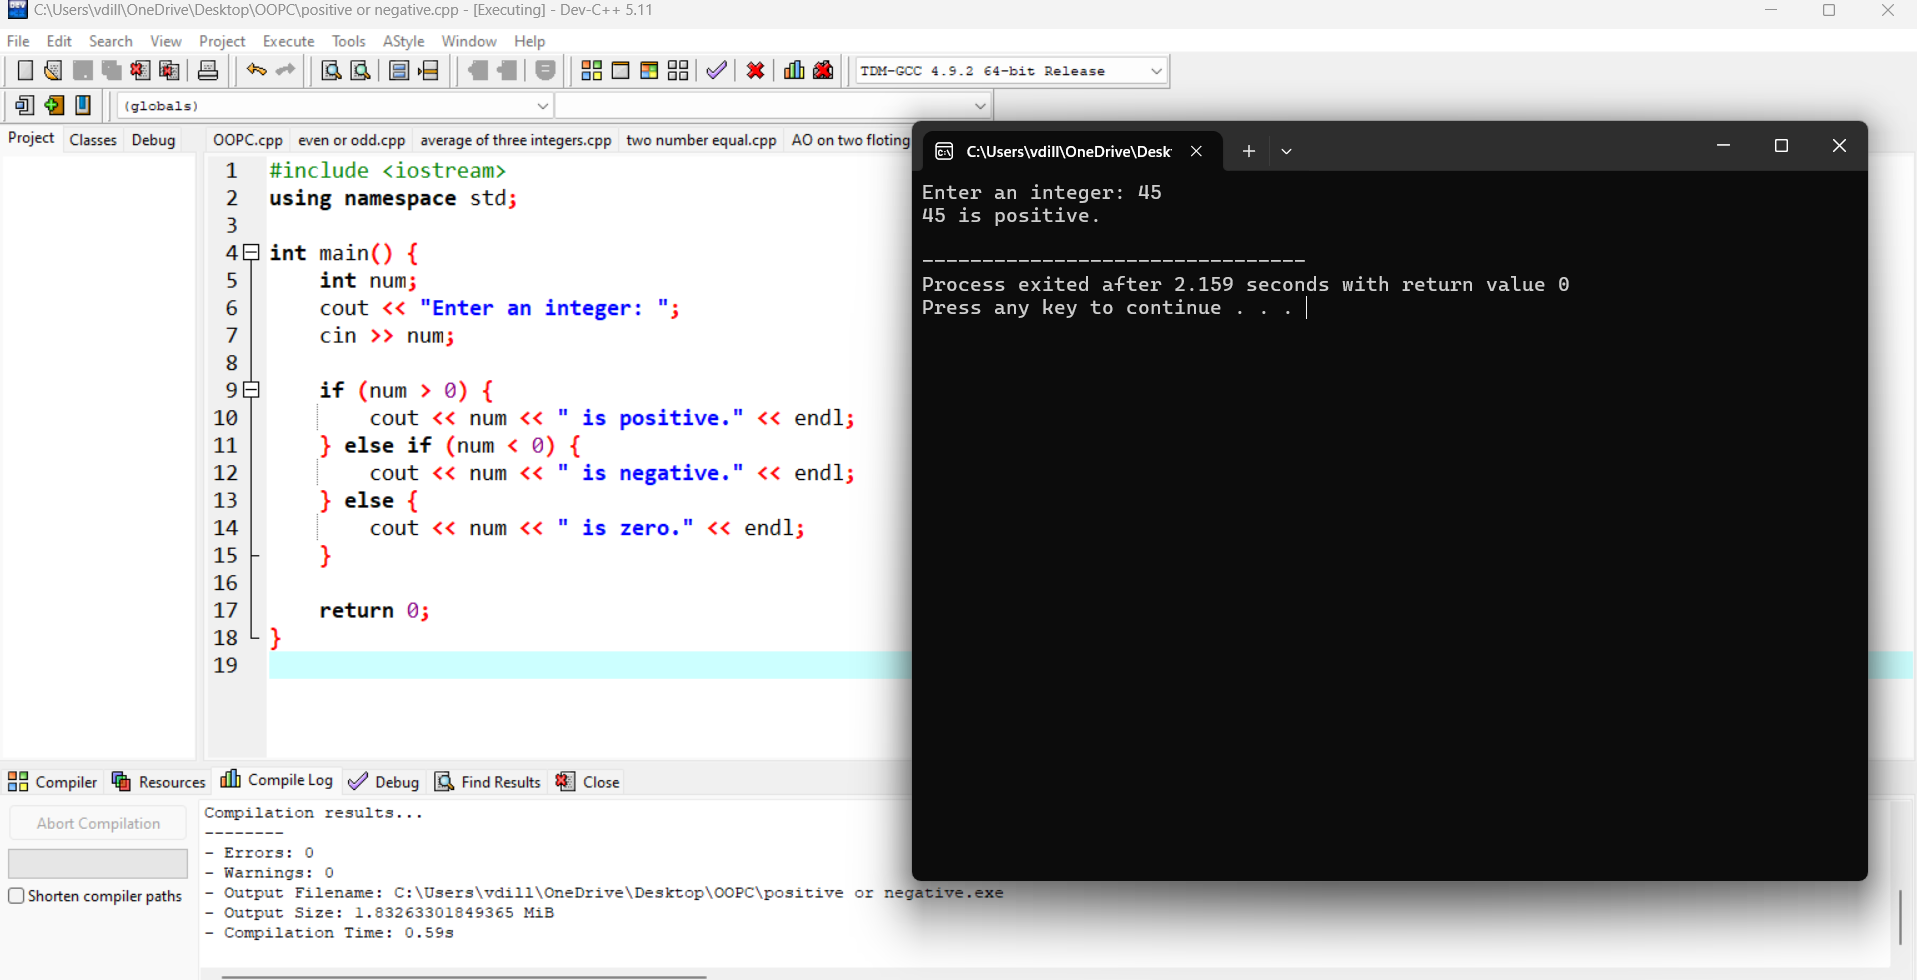 C:\Users\vdill\OneDrive\Desktop\OOPC\positive or negative.cpp - [Executing] - Dev-C++ 5.11
File Edit Search View Project Execute Tools AStyle Window Help
TDM-GCC 4.9.2 64-bit Release
(globals)
Project Classes Debug
OOPC.cpp even or odd.cpp average of three integers.cpp two number equal.cpp AO on two floting
1 #include <iostream>
2 using namespace std;
3
4 int main() {
5 int num;
6 cout << "Enter an integer: ";
7 cin >> num;
8
9 if (num > 0) {
10 cout << num << " is positive." << endl;
11 } else if (num < 0) {
12 cout << num << " is negative." << endl;
13 } else {
14 cout << num << " is zero." << endl;
15 }
16
17 return 0;
18 }
19
C:\Users\vdill\OneDrive\Desk
Enter an integer: 45
45 is positive.
--------------------------------
Process exited after 2.159 seconds with return value 0
Press any key to continue . . .
Compiler Resources Compile Log Debug Find Results Close
Abort Compilation
Shorten compiler paths
Compilation results...
--------
- Errors: 0
- Warnings: 0
- Output Filename: C:\Users\vdill\OneDrive\Desktop\OOPC\positive or negative.exe
- Output Size: 1.83263301849365 MiB
- Compilation Time: 0.59s